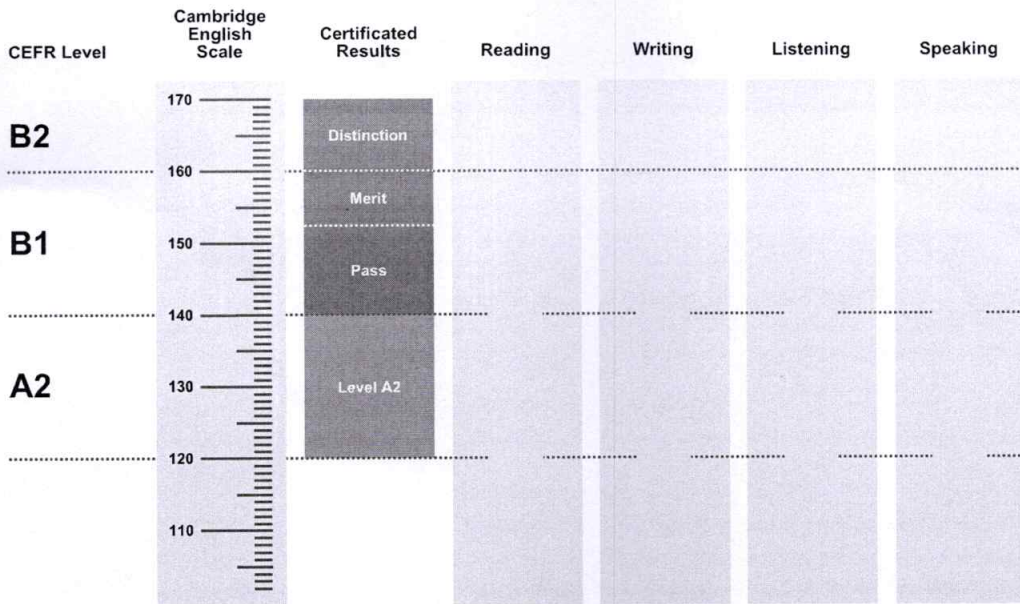 CEFR Level
Cambridge
English
Scale
Certificated
Results
Reading
Writing
Listening
Speaking
170
B2
Distinction
160
Merit
B1
150
Pass
140
A2
130
Level A2
120
110